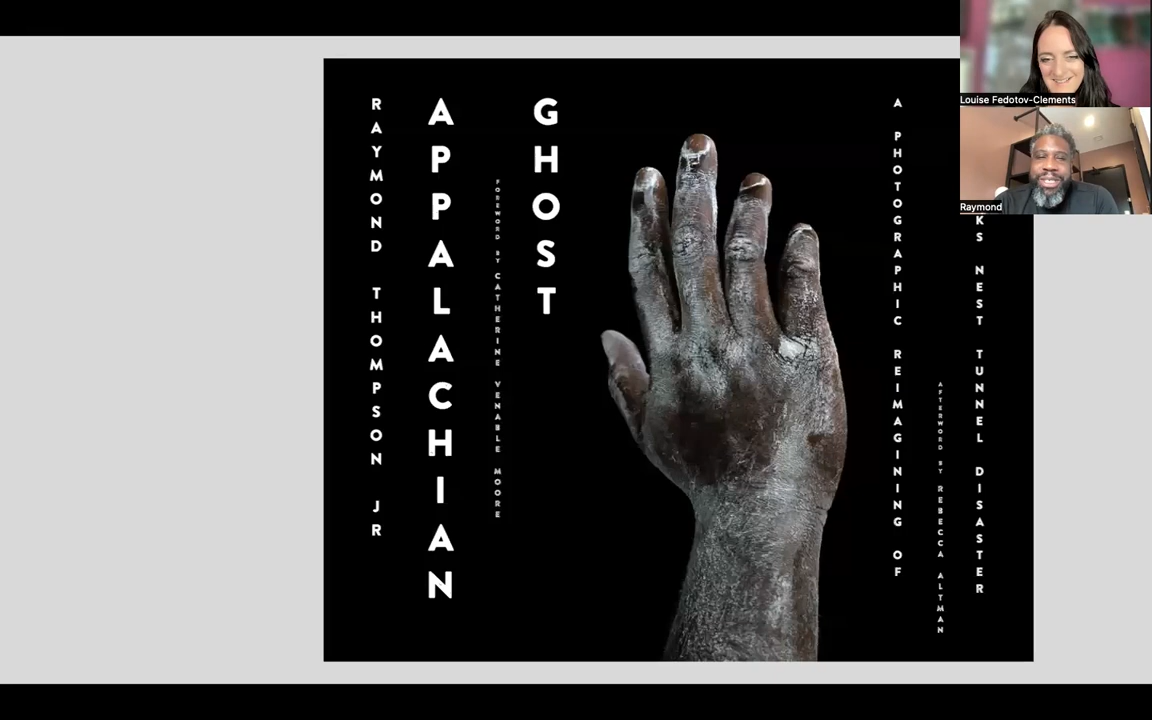 RAYMOND THOMPSON JR
APPALACHIAN
FOREWORD BY CATHERINE VENABLE MOORE
GHOST
A PHOTOGRAPHIC REIMAGINING OF
AFTERWORD BY REBECCA ALTMAN
KS NEST TUNNEL DISASTER
Louise Fedotov-Clements
Raymond